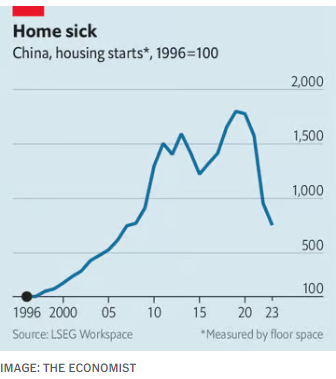 Home sick
China, housing starts*, 1996=100
2,000
1,500
1,000
500
100
1996 2000 05 10 15 20 23
Source: LSEG Workspace *Measured by floor space
IMAGE: THE ECONOMIST